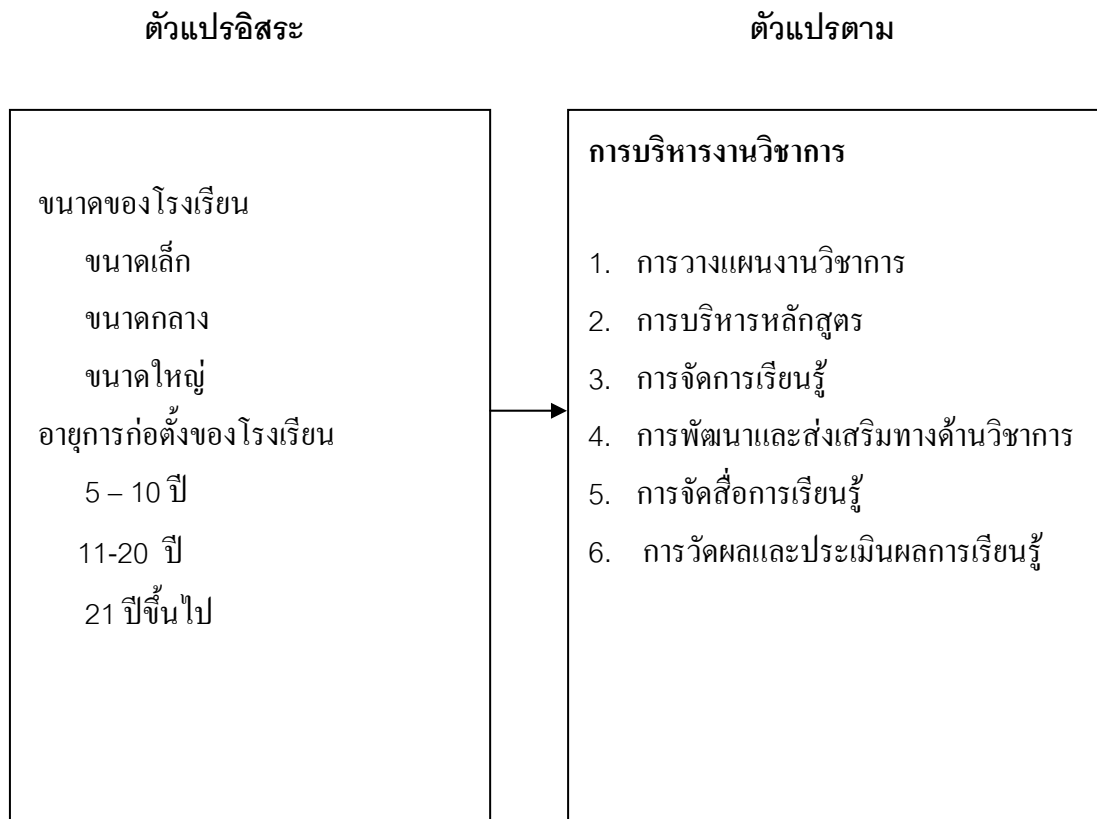 ตัวแปรอิสระ
ตัวแปรตาม
ขนาดของโรงเรียน
ขนาดเล็ก
ขนาดกลาง
ขนาดใหญ่
อายุการก่อตั้งของโรงเรียน
5 – 10 ปี
11-20 ปี
21 ปีขึ้นไป
การบริหารงานวิชาการ
1. การวางแผนงานวิชาการ
2. การบริหารหลักสูตร
3. การจัดการเรียนรู้
4. การพัฒนาและส่งเสริมทางด้านวิชาการ
5. การจัดสื่อการเรียนรู้
6. การวัดผลและประเมินผลการเรียนรู้